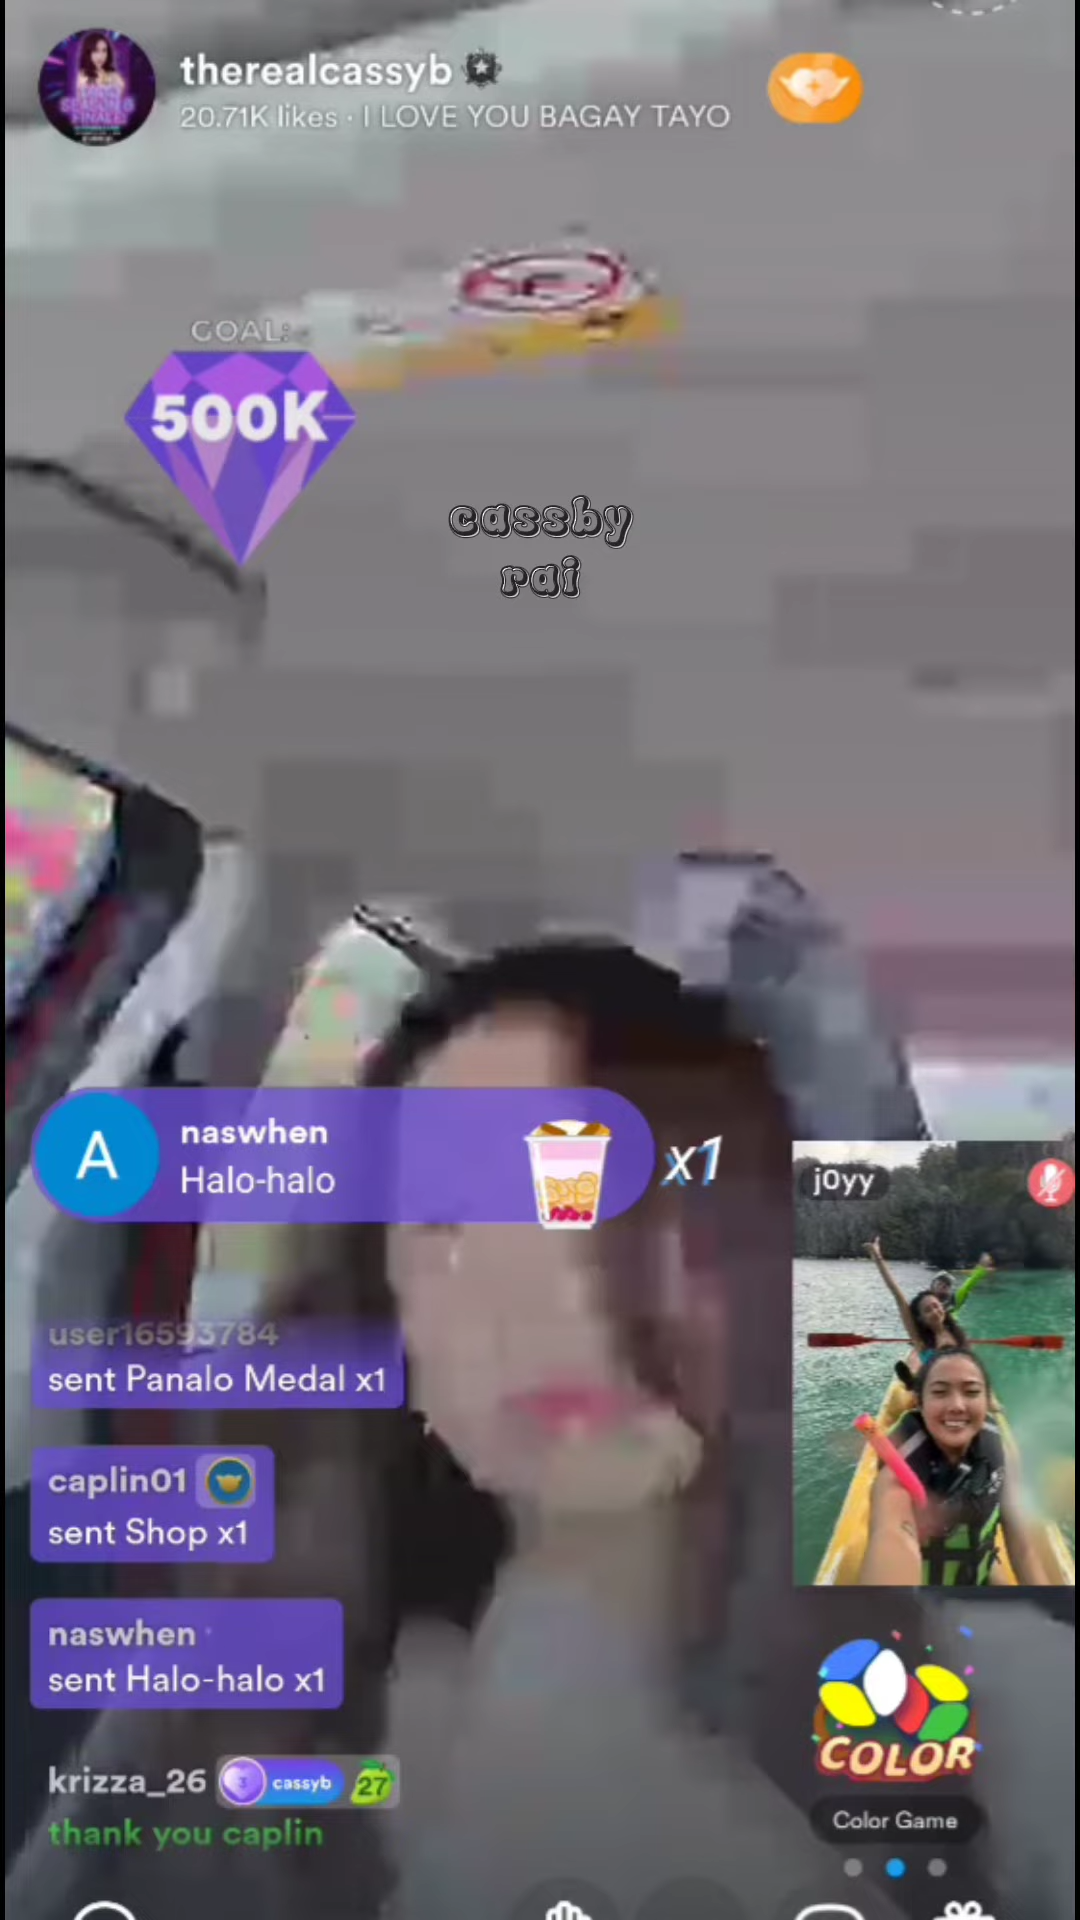 therealcassyb
20.71K likes · I LOVE YOU BAGAY TAYO
GOAL:
500K
cassby
rai
A
naswhen
Halo-halo
x1
j0yy
user16593784
sent Panalo Medal x1
caplin01
sent Shop x1
naswhen
sent Halo-halo x1
krizza_26 3 cassyb 27
thank you caplin
COLOR
Color Game